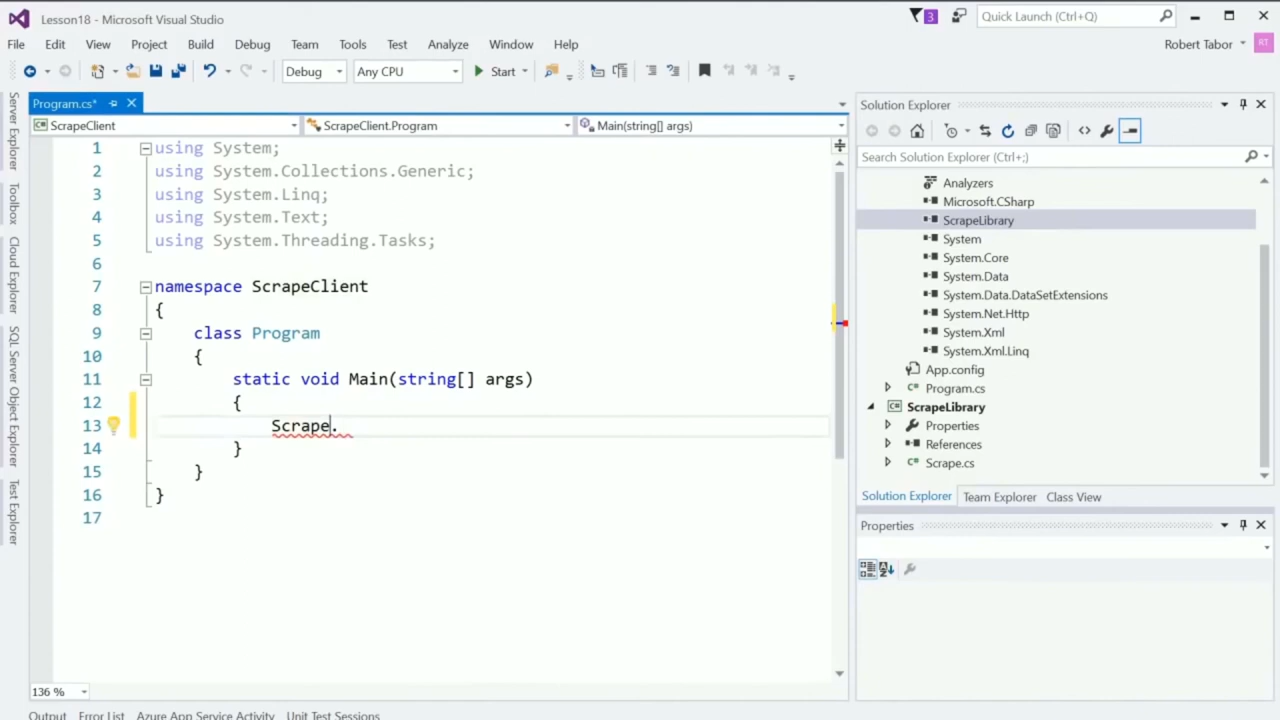 Lesson18 - Microsoft Visual Studio
3
Quick Launch (Ctrl+Q)
File Edit View Project Build Debug Team Tools Test Analyze Window Help
Robert Tabor
RT
Debug
Any CPU
Start
Server Explorer
Toolbox
Cloud Explorer
SQL Server Object Explorer
Test Explorer
Program.cs*
ScrapeClient
ScrapeClient.Program
Main(string[] args)
1 using System;
2 using System.Collections.Generic;
3 using System.Linq;
4 using System.Text;
5 using System.Threading.Tasks;
6
7 namespace ScrapeClient
8 {
9 class Program
10 {
11 static void Main(string[] args)
12 {
13 Scrape.
14 }
15 }
16 }
17
136 %
Solution Explorer
Search Solution Explorer (Ctrl+;)
Analyzers
Microsoft.CSharp
ScrapeLibrary
System
System.Core
System.Data
System.Data.DataSetExtensions
System.Net.Http
System.Xml
System.Xml.Linq
App.config
C# Program.cs
C# ScrapeLibrary
Properties
References
C# Scrape.cs
Solution Explorer Team Explorer Class View
Properties
Output Error List Azure App Service Activity Unit Test Sessions